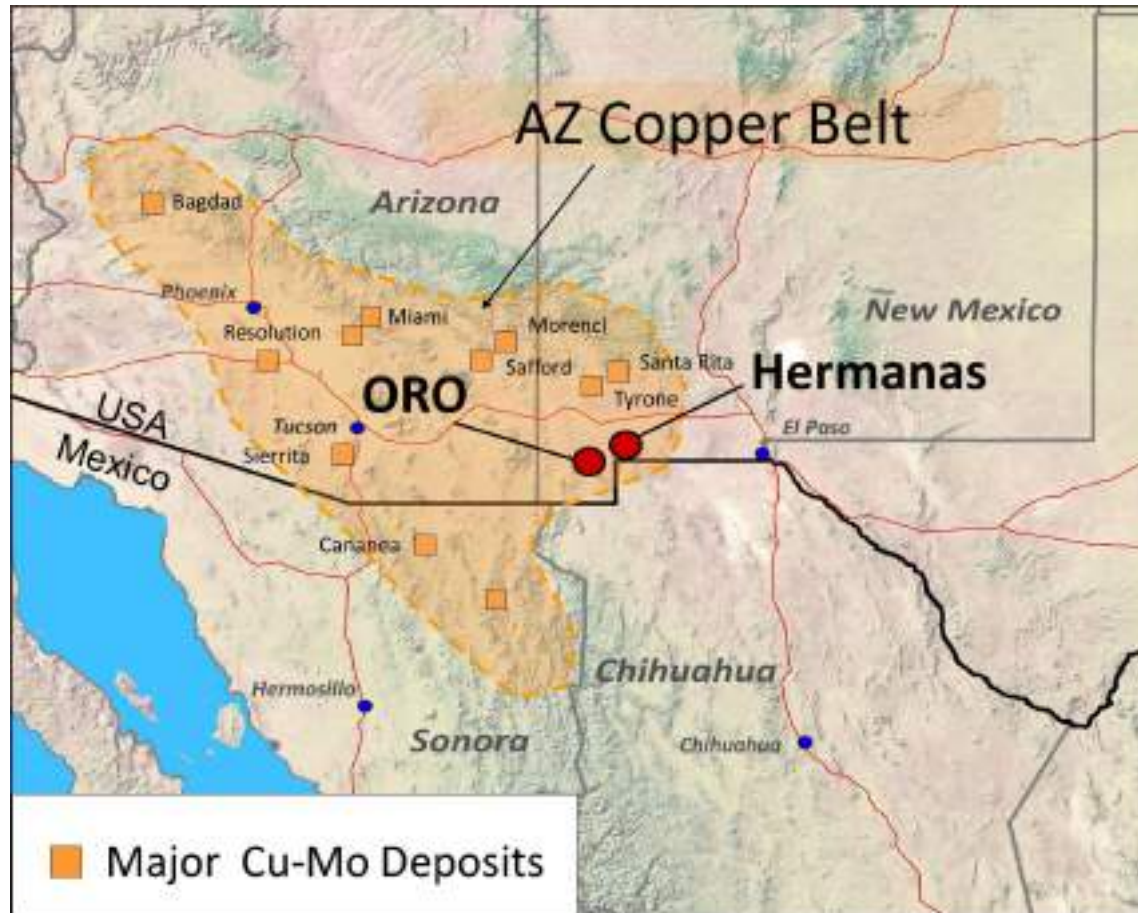 AZ Copper Belt
Bagdad
Arizona
Phoenix
Miami
New Mexico
Resolution
Morenci
Safford
Santa Rita
ORO
Hermanas
Tyrone
USA
Tucson
El Paso
Mexico
Sierrita
Cananea
Chihuahua
Hermosillo
Sonora
Chihuahua
Major Cu-Mo Deposits